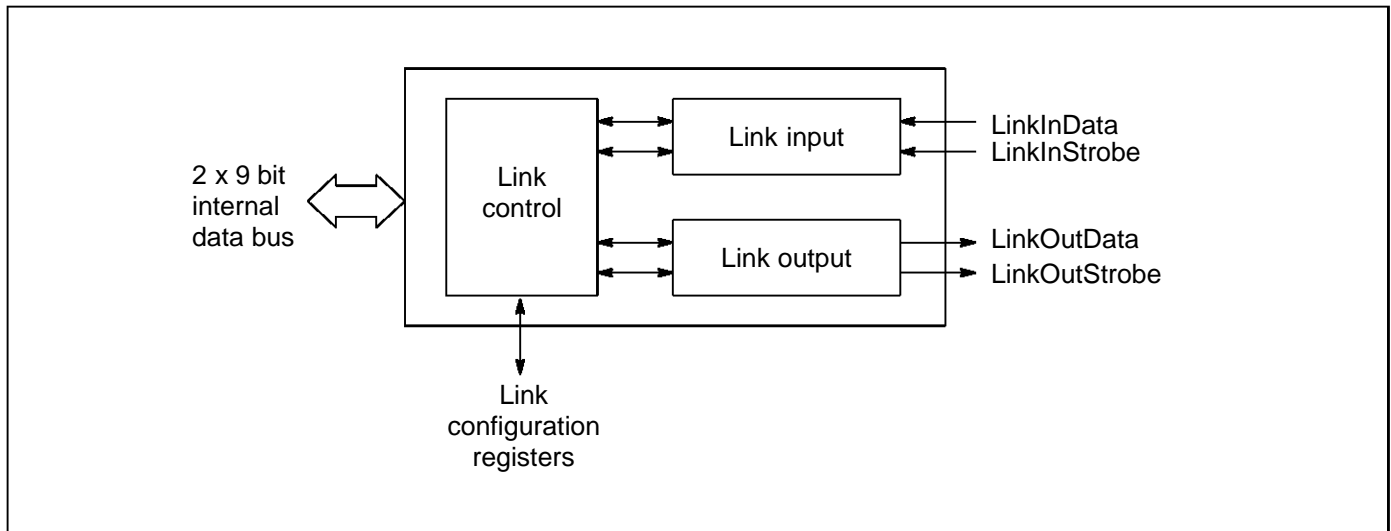 2 x 9 bit
internal
data bus
Link
control
Link input
Link output
LinkInData
LinkInStrobe
LinkOutData
LinkOutStrobe
Link
configuration
registers